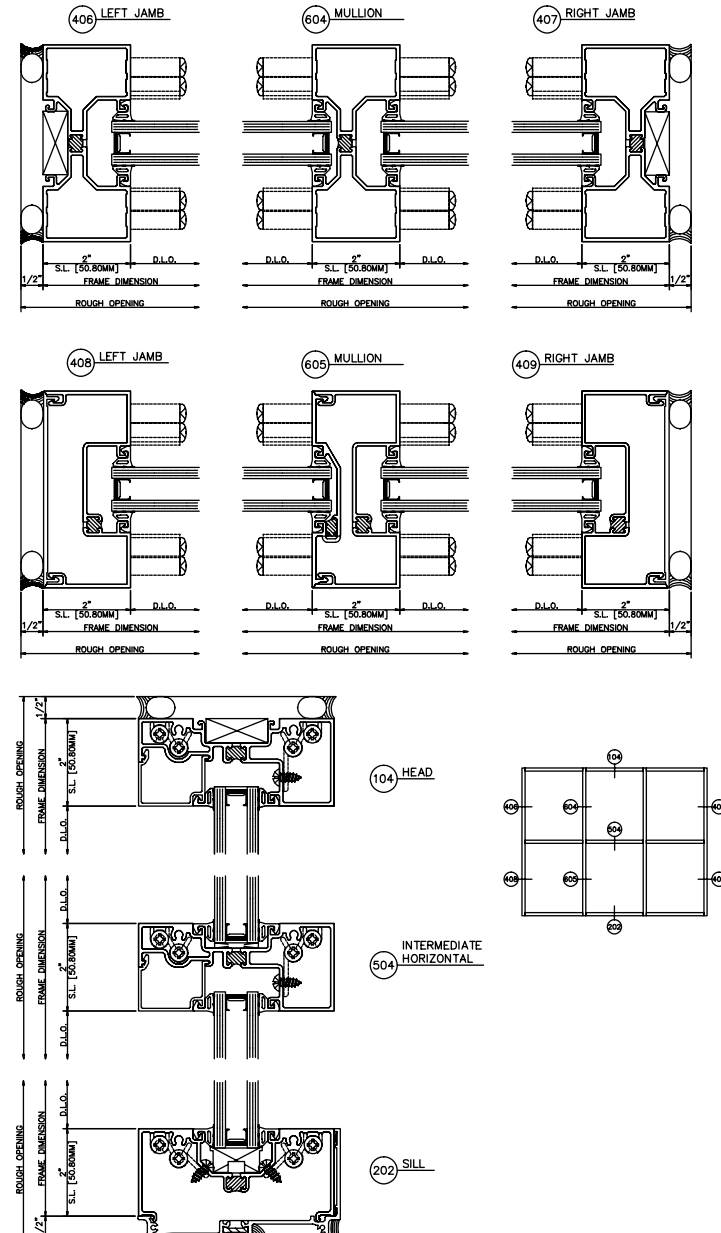 406 LEFT JAMB
604 MULLION
407 RIGHT JAMB
2" D.L.O. D.L.O. 2" D.L.O. D.L.O. 2"
1/2" S.L. [50.80MM] S.L. [50.80MM] S.L. [50.80MM] 1/2"
FRAME DIMENSION FRAME DIMENSION FRAME DIMENSION
ROUGH OPENING ROUGH OPENING ROUGH OPENING
408 LEFT JAMB
605 MULLION
409 RIGHT JAMB
2" D.L.O. D.L.O. 2" D.L.O. D.L.O. 2"
1/2" S.L. [50.80MM] S.L. [50.80MM] S.L. [50.80MM] 1/2"
FRAME DIMENSION FRAME DIMENSION FRAME DIMENSION
ROUGH OPENING ROUGH OPENING ROUGH OPENING
ROUGH OPENING
FRAME DIMENSION
1/2"
2"
S.L. [50.80MM]
D.L.O.
104 HEAD
104
406 604
504
408 605
202
ROUGH OPENING
FRAME DIMENSION
D.L.O.
2"
S.L. [50.80MM]
D.L.O.
504 INTERMEDIATE
HORIZONTAL
ROUGH OPENING
FRAME DIMENSION
D.L.O.
2"
S.L. [50.80MM]
1/2"
202 SILL